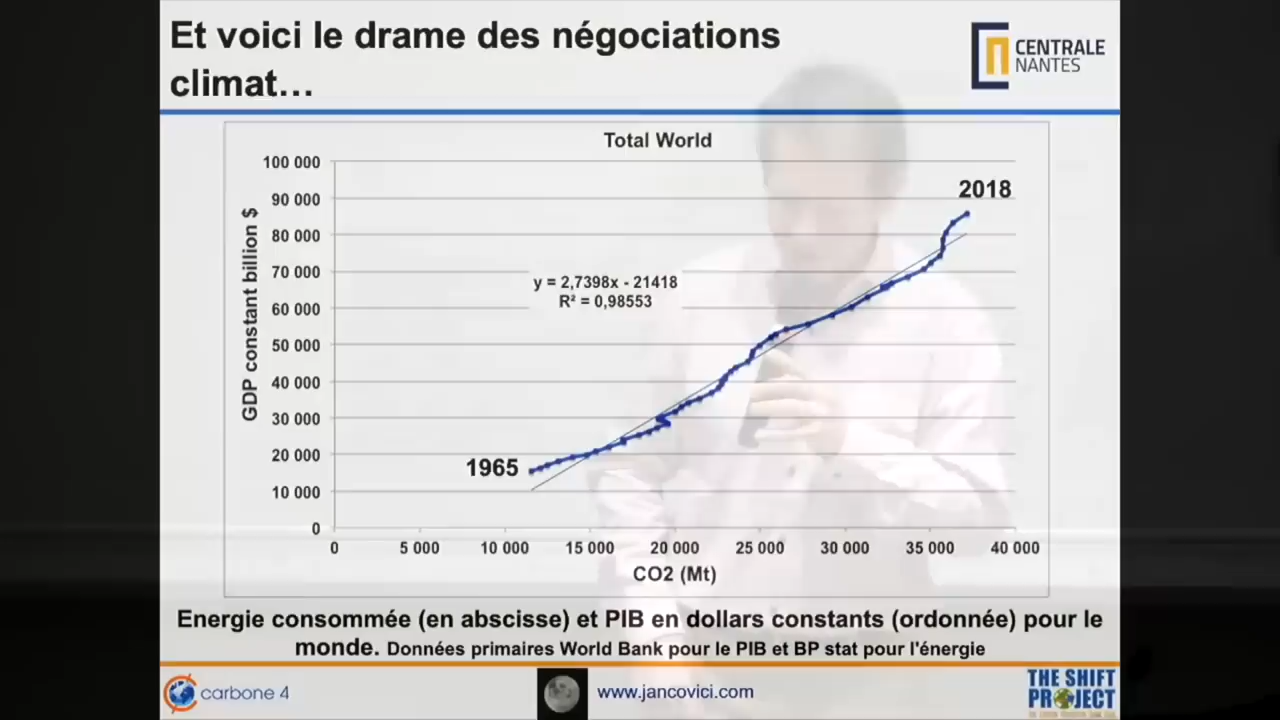 Et voici le drame des négociations
climat…
CENTRALE
NANTES
Total World
100 000
90 000
80 000
70 000
60 000
50 000
40 000
30 000
20 000
10 000
0
GDP constant billion $
2018
y = 2,7398x - 21418
R² = 0,98553
1965
0 5 000 10 000 15 000 20 000 25 000 30 000 35 000 40 000
CO2 (Mt)
Energie consommée (en abscisse) et PIB en dollars constants (ordonnée) pour le
monde. Données primaires World Bank pour le PIB et BP stat pour l'énergie
carbone 4
www.jancovici.com
THE SHIFT
PROJECT